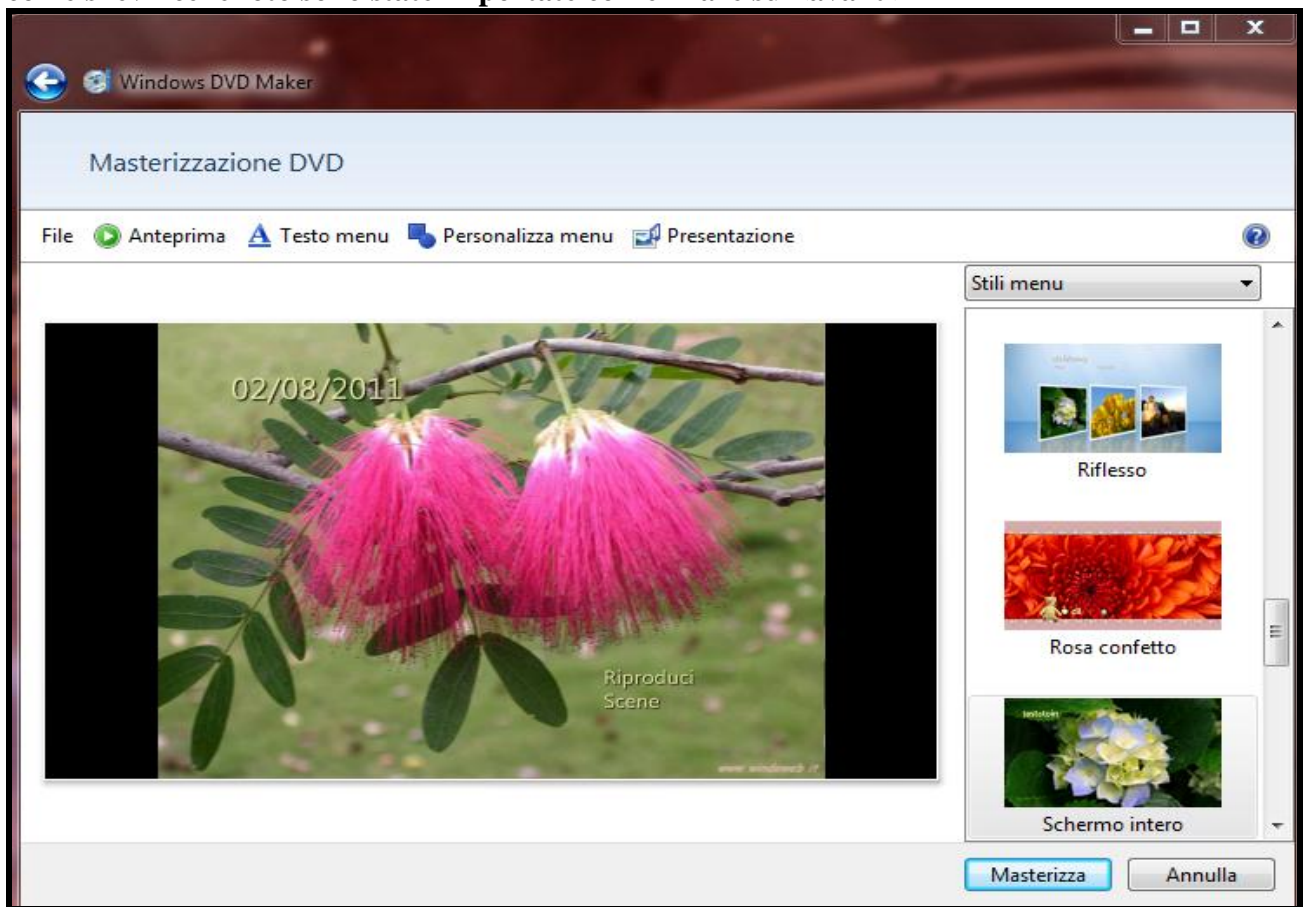 Windows DVD Maker
Masterizzazione DVD
File Anteprima Testo menu Personalizza menu Presentazione
Stili menu
02/08/2011
Riproduci
Scene
Riflesso
Rosa confetto
Schermo intero
Masterizza Annulla